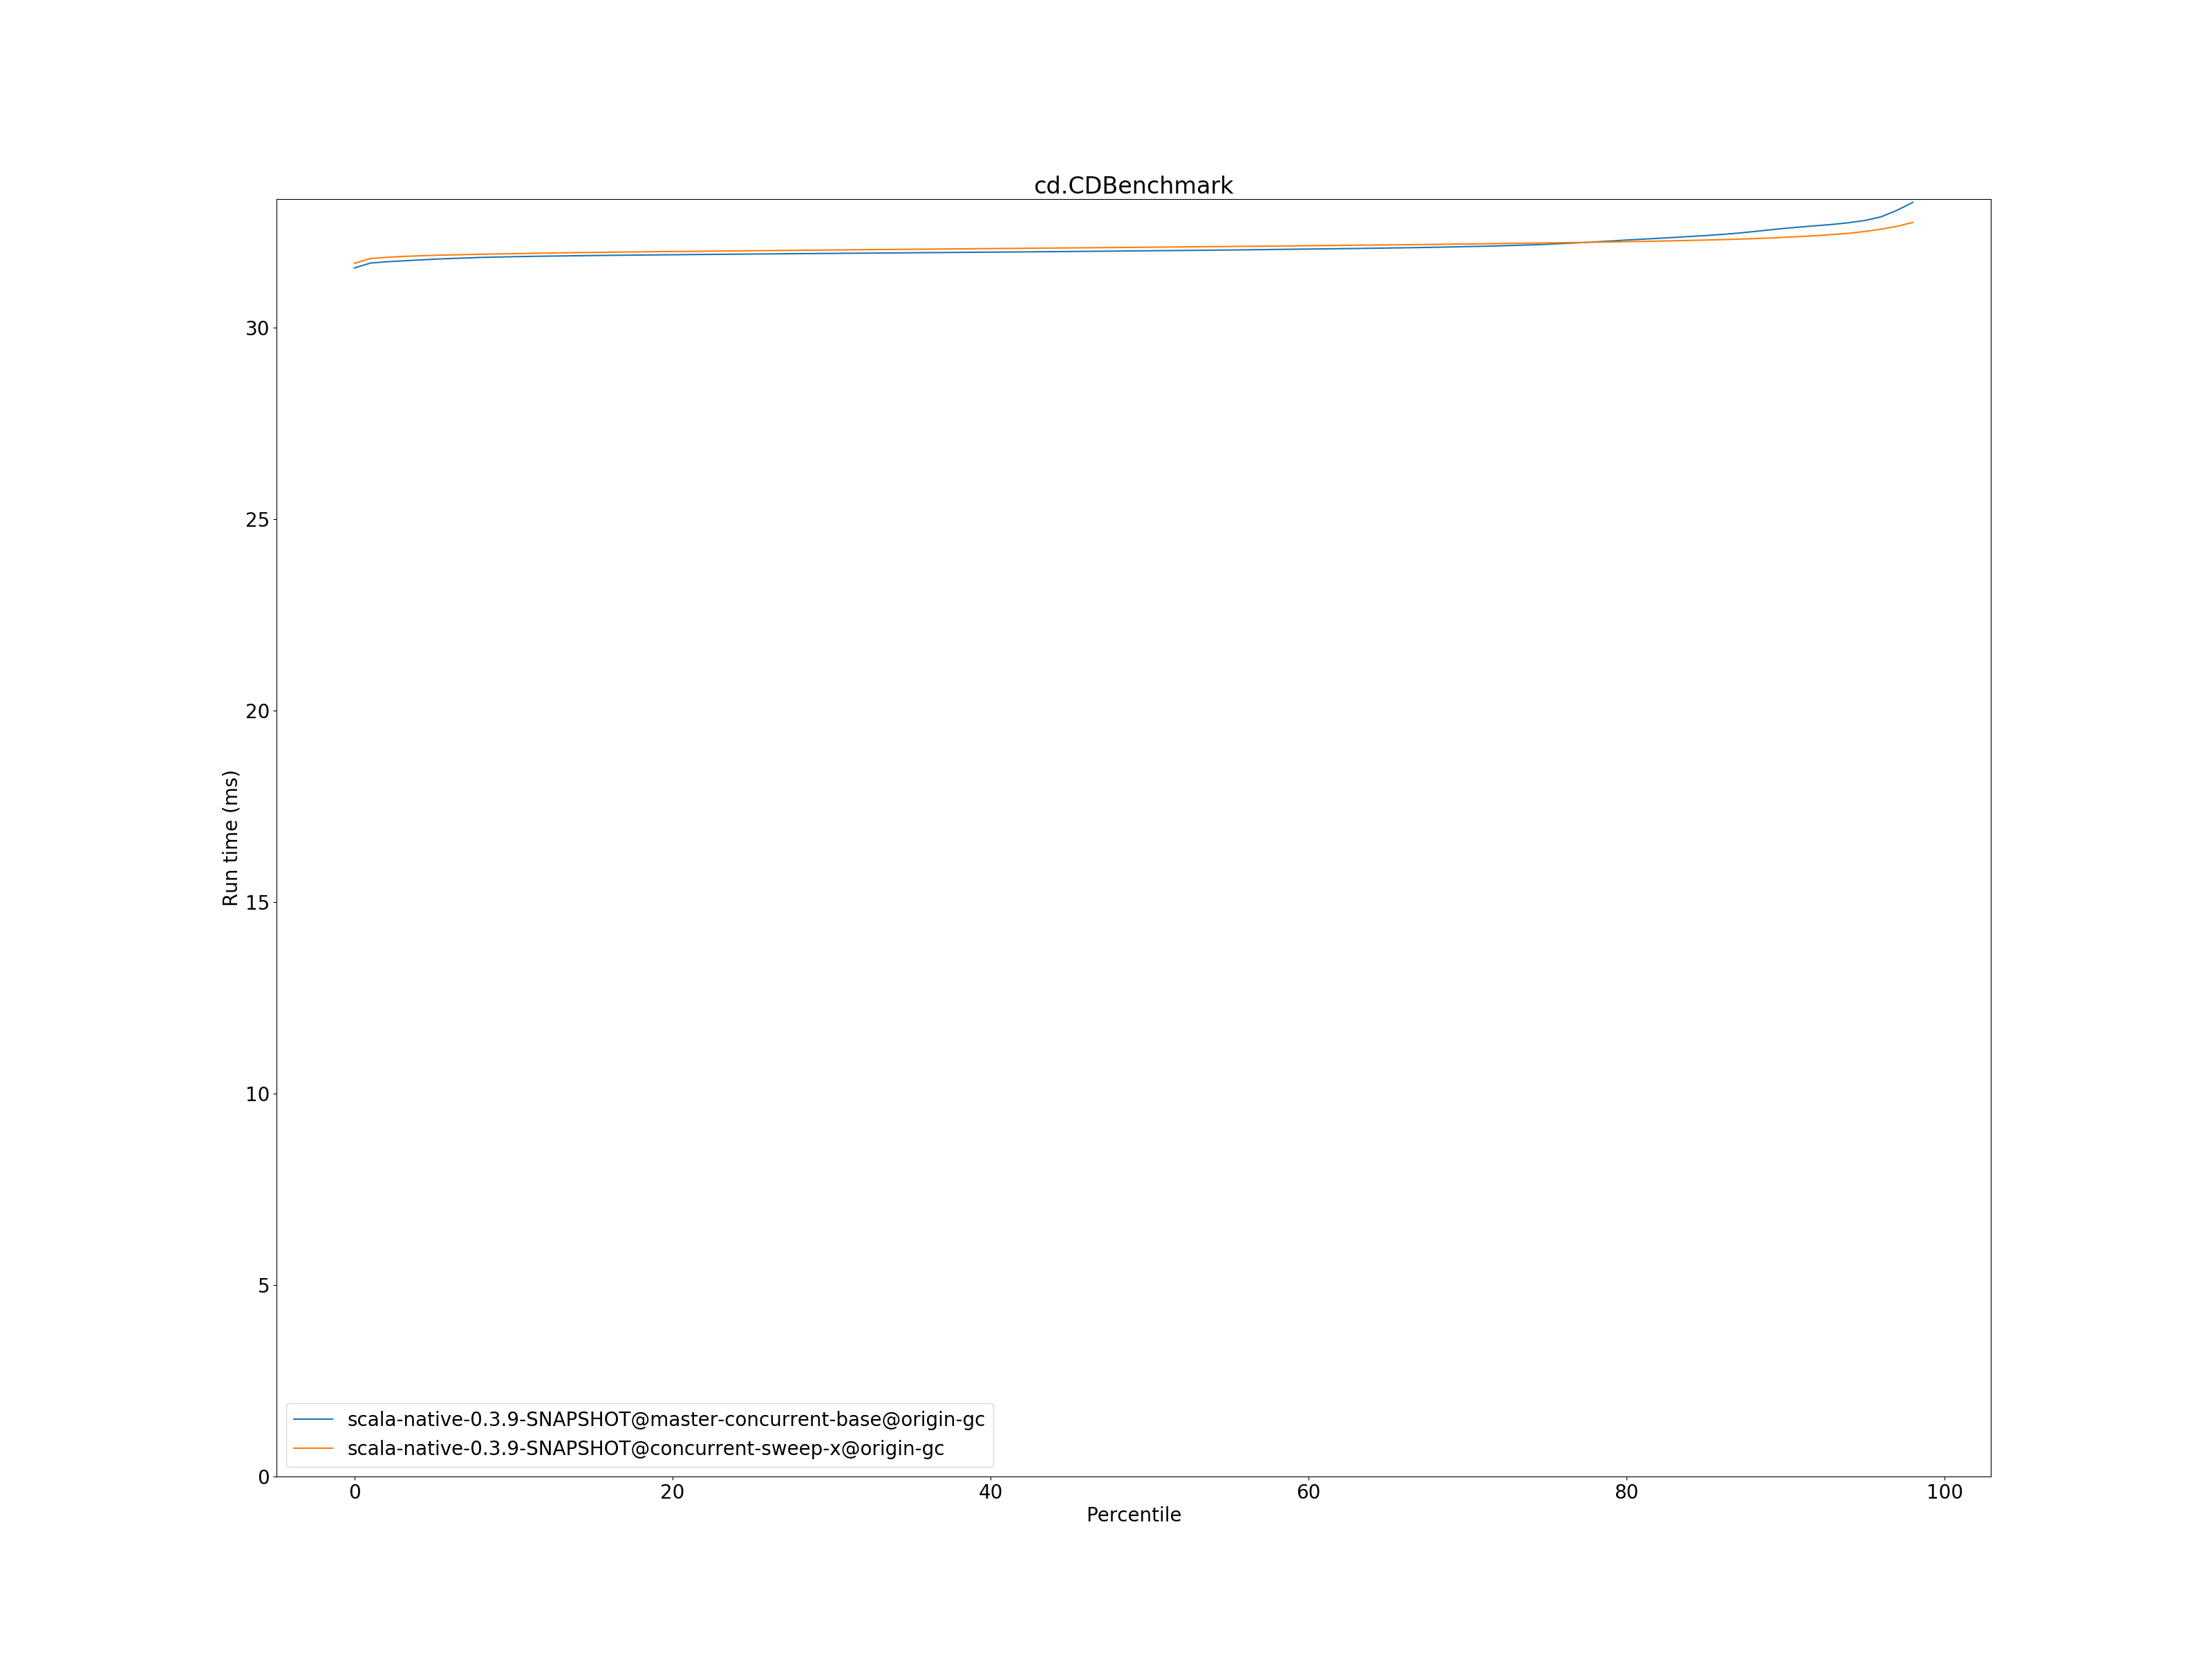 cd.CDBenchmark
30
25
20
15
10
5
0
Run time (ms)
0 20 40 60 80 100
Percentile
scala-native-0.3.9-SNAPSHOT@master-concurrent-base@origin-gc
scala-native-0.3.9-SNAPSHOT@concurrent-sweep-x@origin-gc